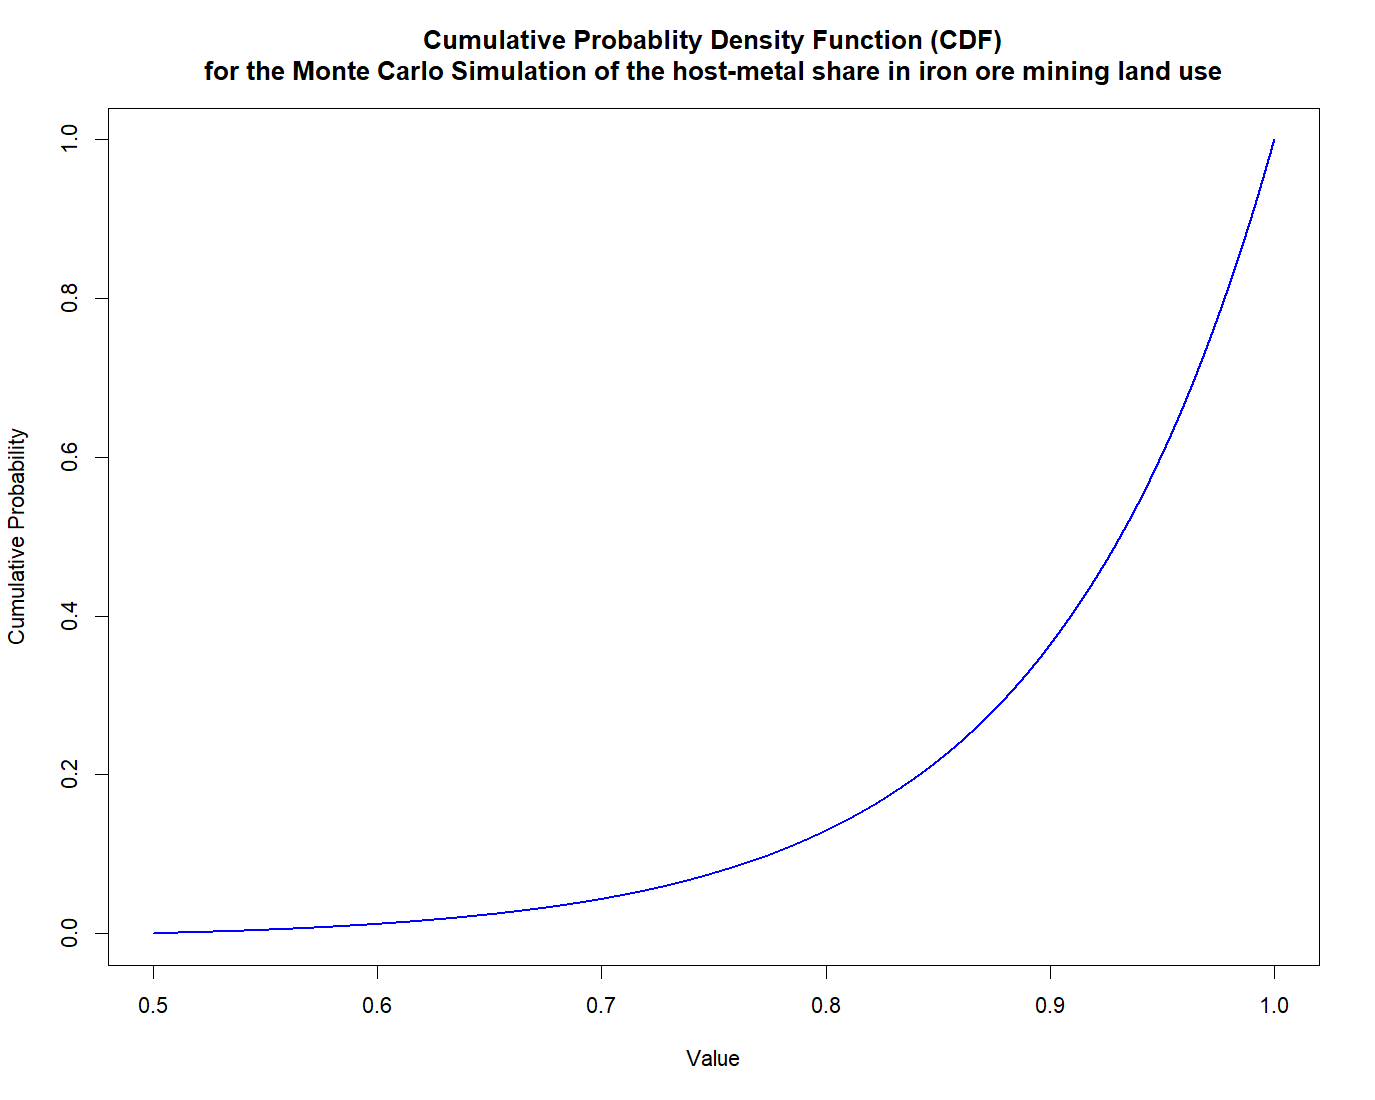 Cumulative Probablity Density Function (CDF)
for the Monte Carlo Simulation of the host-metal share in iron ore mining land use
Cumulative Probability
1.0
0.8
0.6
0.4
0.2
0.0
0.5 0.6 0.7 0.8 0.9 1.0
Value